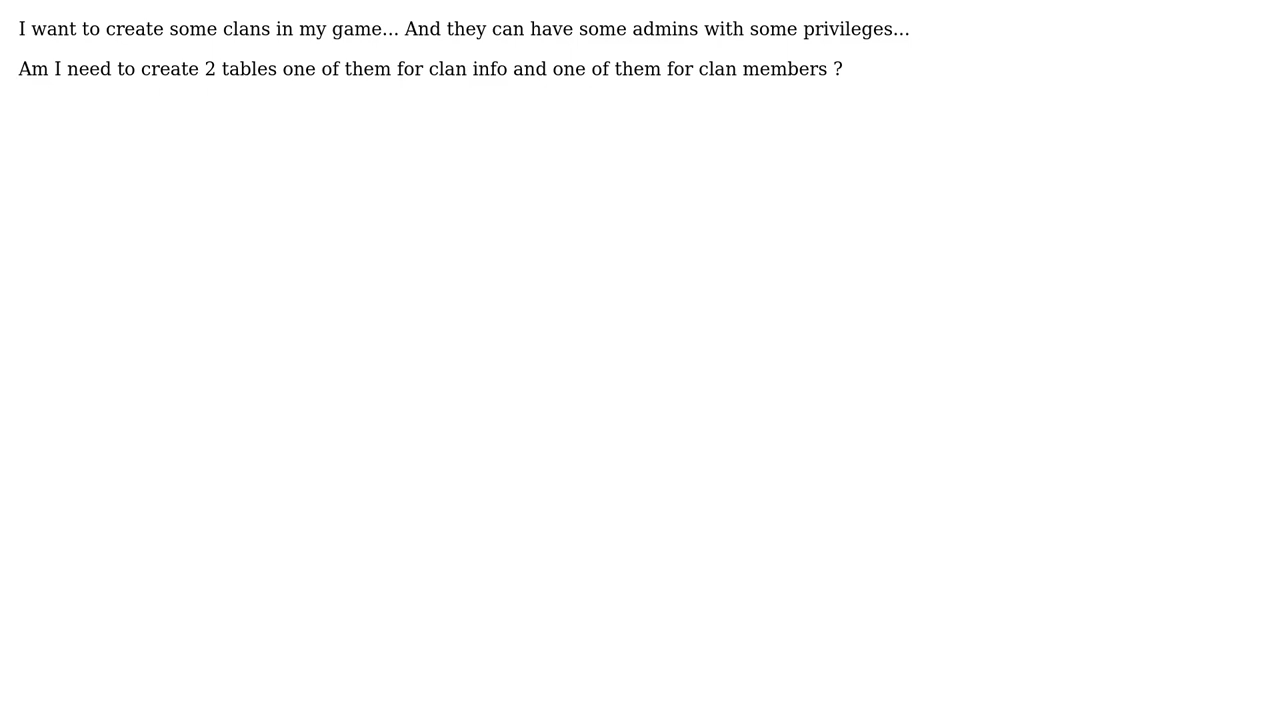 I want to create some clans in my game... And they can have some admins with some privileges...
Am I need to create 2 tables one of them for clan info and one of them for clan members ?